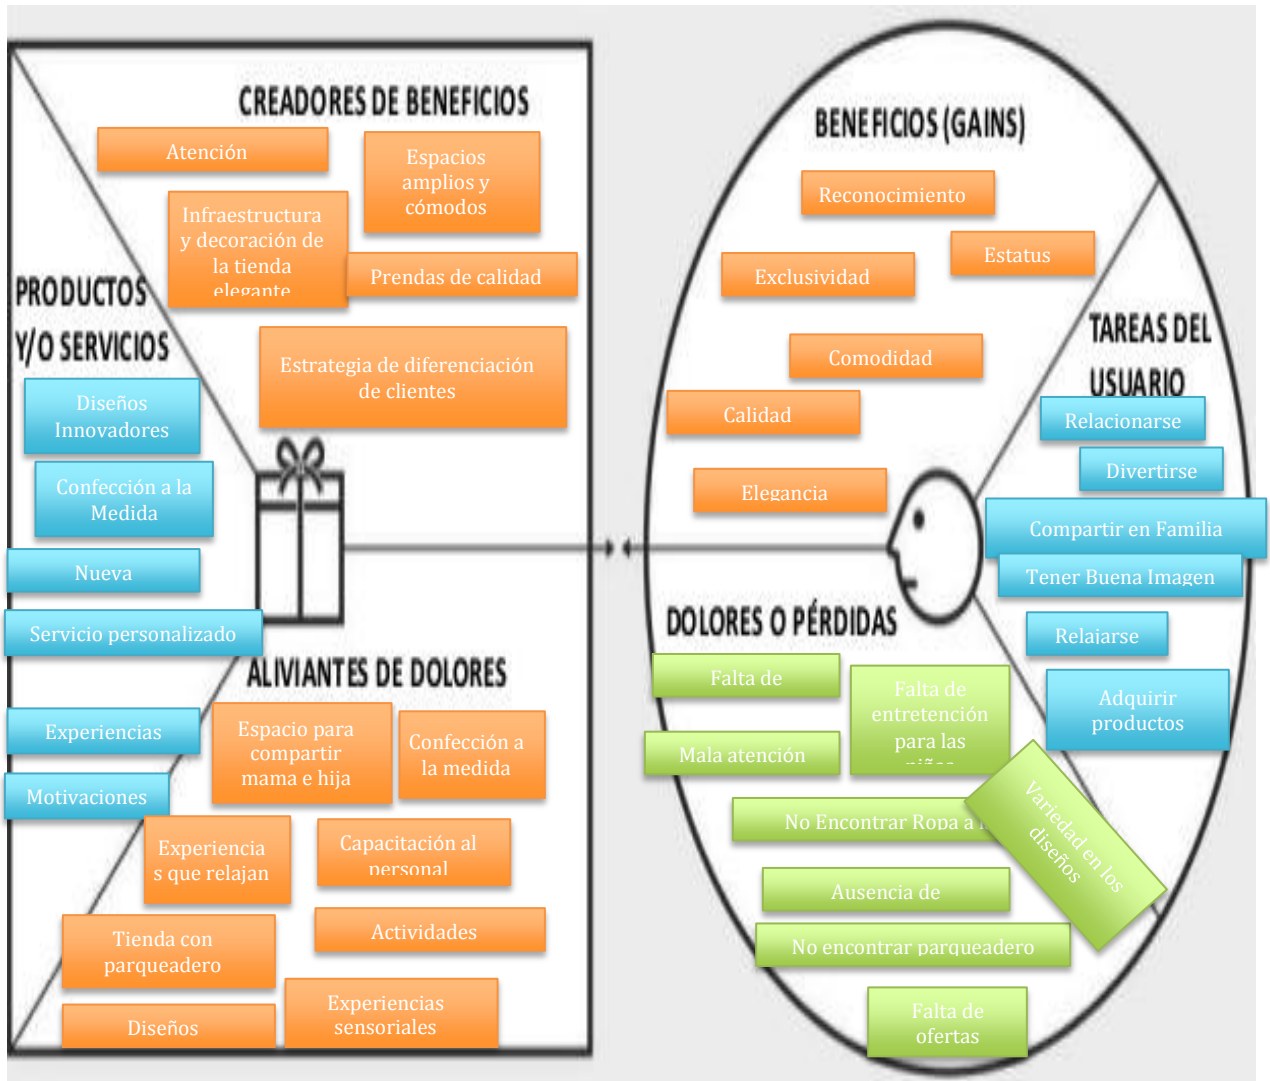 CREADORES DE BENEFICIOS
Atención
Espacios
amplios y
cómodos
Infraestructura
y decoración de
la tienda
elegante
Prendas de calidad
Estrategia de diferenciación
de clientes
PRODUCTOS
Y/O SERVICIOS
Diseños
Innovadores
Confección a la
Medida
Nueva
Servicio personalizado
Experiencias
Motivaciones
ALIVIANTES DE DOLORES
Espacio para
compartir
mama e hija
Confección a
la medida
Experiencia
s que relajan
Capacitación al
personal
Tienda con
parqueadero
Actividades
Diseños
Experiencias
sensoriales
BENEFICIOS (GAINS)
Reconocimiento
Estatus
Exclusividad
Comodidad
Calidad
Elegancia
TAREAS DEL
USUARIO
Relacionarse
Divertirse
Compartir en Familia
Tener Buena Imagen
Relajarse
Adquirir
productos
DOLORES O PÉRDIDAS
Falta de
Falta de
entretención
para las
niñas
Mala atención
No Encontrar Ropa a
Variedad en los
diseños
Ausencia de
No encontrar parqueadero
Falta de
ofertas